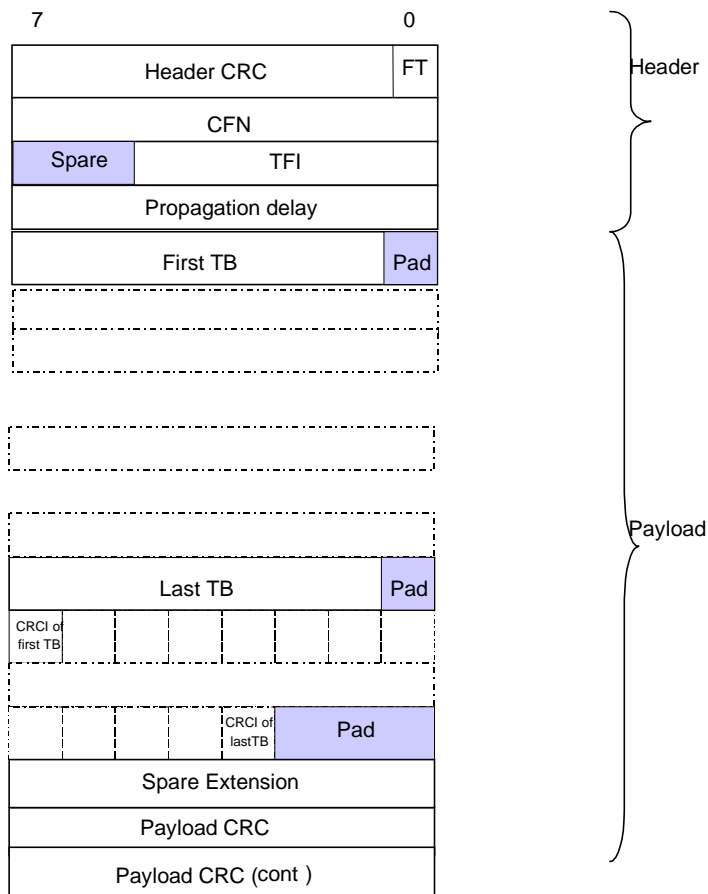 7 0
Header CRC FT Header
CFN
Spare TFI
Propagation delay
First TB Pad
Payload
Last TB Pad
CRCI of
first TB
CRCI of
lastTB
Pad
Spare Extension
Payload CRC
Payload CRC (cont )